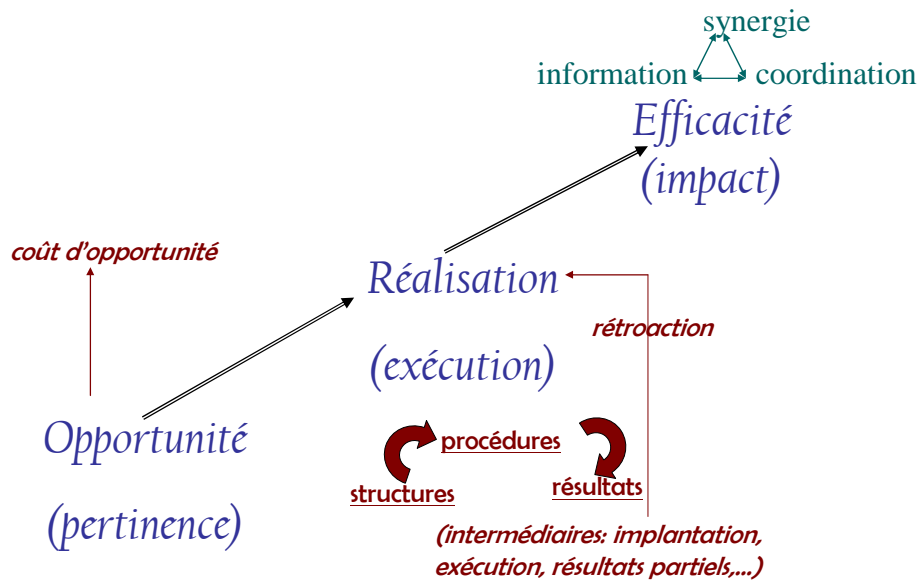 synergie
information coordination
Efficacité
(impact)
coût d'opportunité
Réalisation
rétroaction
(exécution)
Opportunité
procédures
structures
résultats
(pertinence)
(intermédiaires: implantation,
exécution, résultats partiels,...)